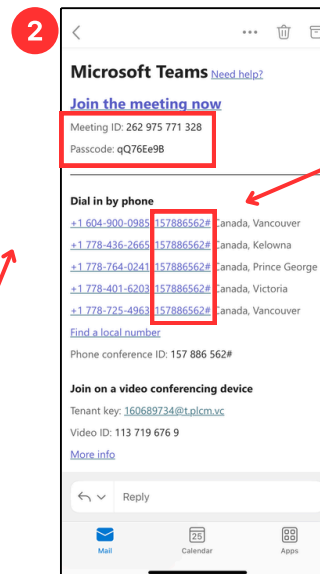 2
Microsoft Teams Need help?
Join the meeting now
Meeting ID: 262 975 771 328
Passcode: qQ76Ee9B
Dial in by phone
+1 604-900-0985,,157886562# Canada, Vancouver
+1 778-436-2665,,157886562# Canada, Kelowna
+1 778-764-0241,,157886562# Canada, Prince George
+1 778-401-6203,,157886562# Canada, Victoria
+1 778-725-4963,,157886562# Canada, Vancouver
Find a local number
Phone conference ID: 157 886 562#
Join on a video conferencing device
Tenant key: 160689734@t.plcm.vc
Video ID: 113 719 676 9
More info
Reply
25
Mail Calendar Apps